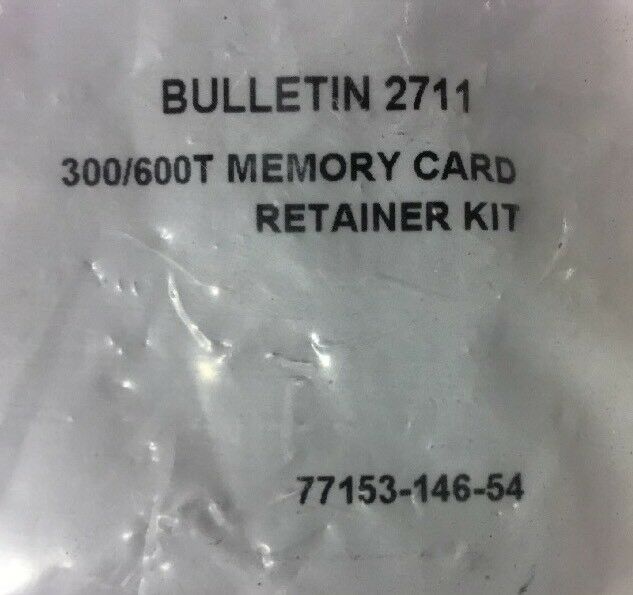 BULLETIN 2711
300/600T MEMORY CARD
RETAINER KIT
77153-146-54